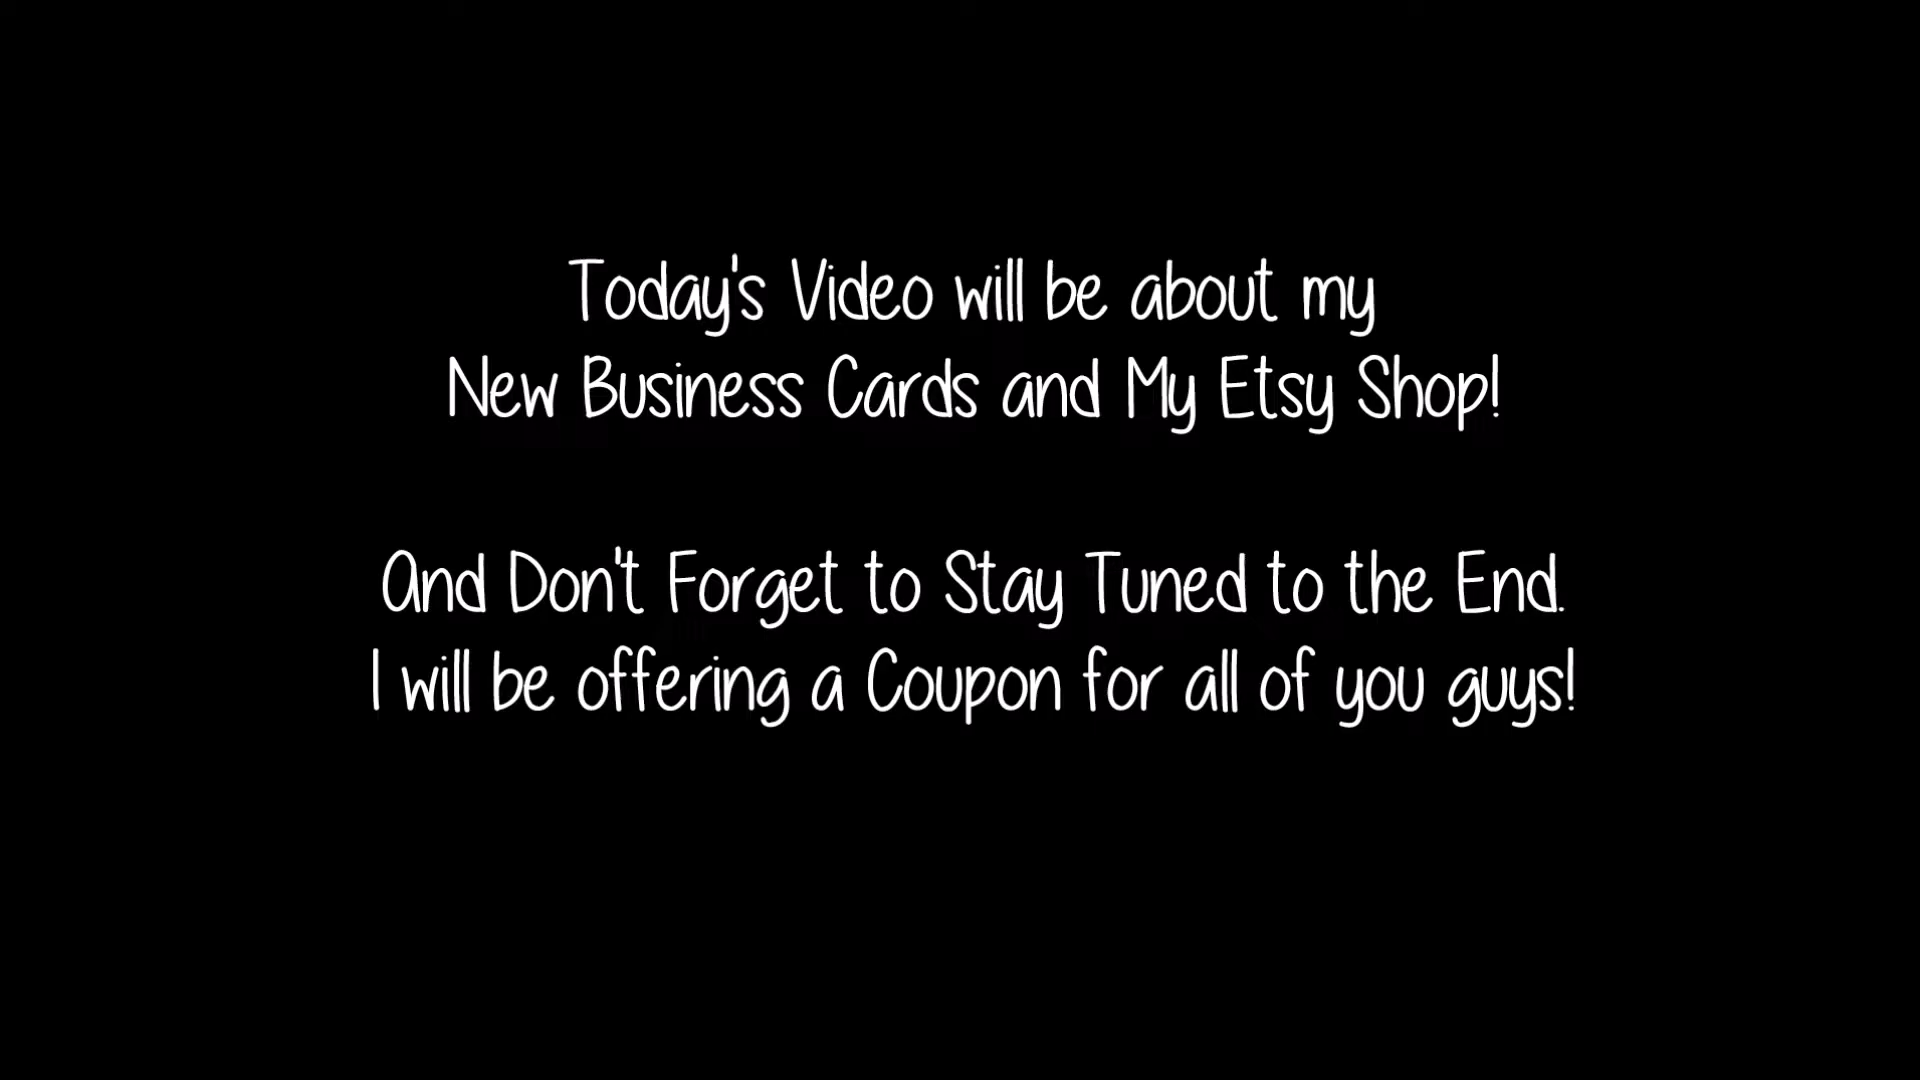 Today's Video will be about my
New Business Cards and My Etsy Shop!
And Don't Forget to Stay Tuned to the End.
I will be offering a Coupon for all of you guys!